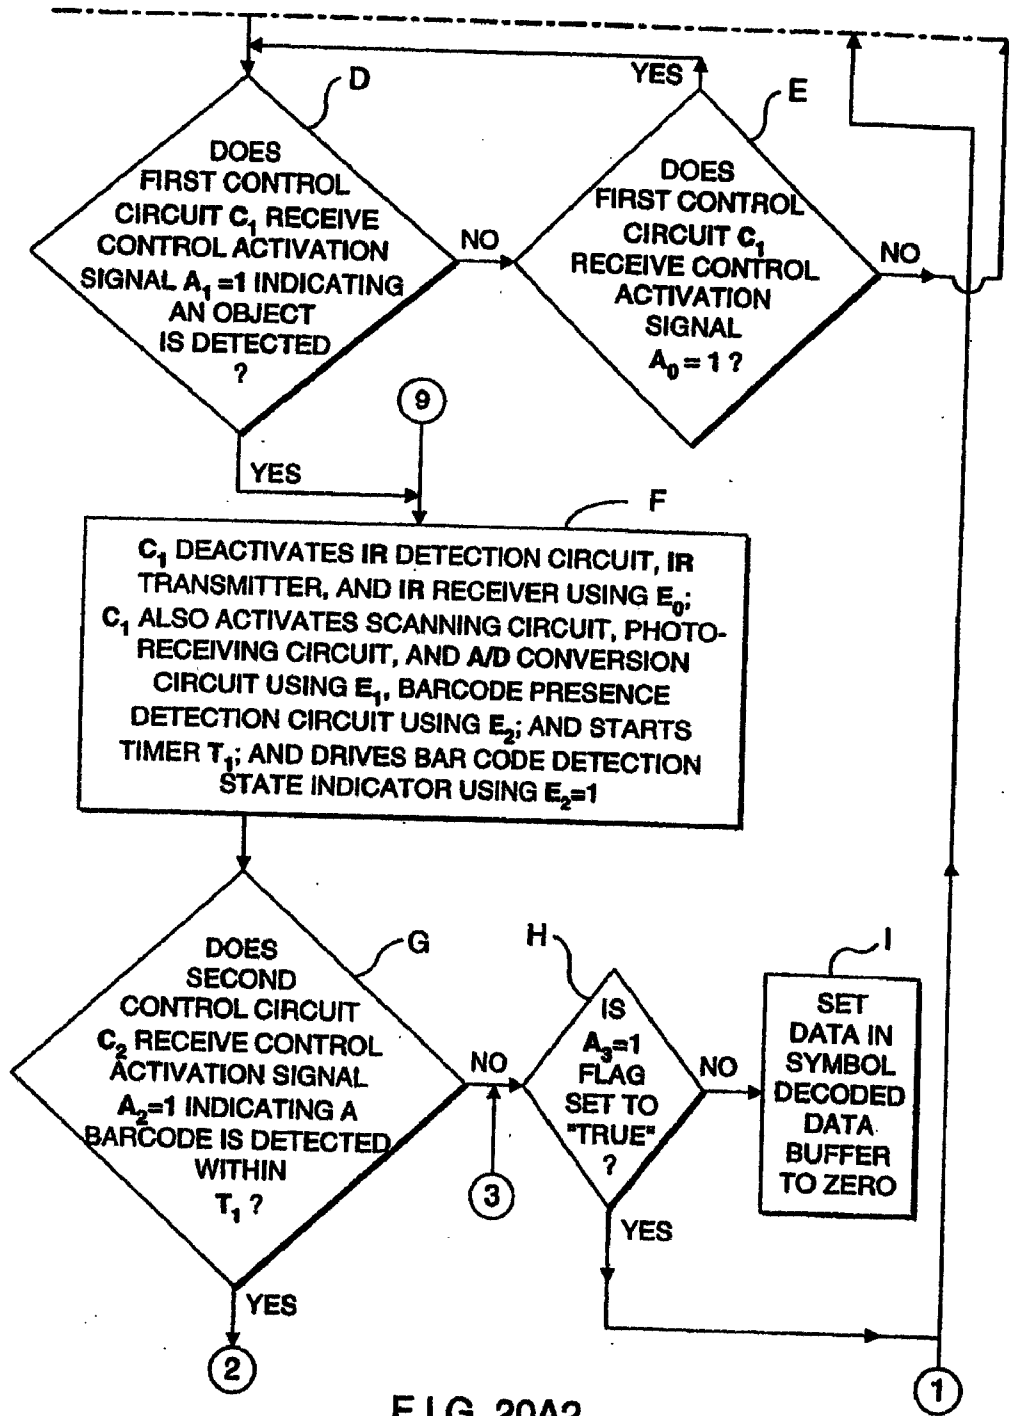 D
DOES
FIRST CONTROL
CIRCUIT C₁ RECEIVE
CONTROL ACTIVATION
SIGNAL A₁ =1 INDICATING
AN OBJECT
IS DETECTED
?
NO
YES
E
YES
DOES
FIRST CONTROL
CIRCUIT C₁
RECEIVE CONTROL
ACTIVATION
SIGNAL
A₀ = 1 ?
NO
9
F
C₁ DEACTIVATES IR DETECTION CIRCUIT, IR
TRANSMITTER, AND IR RECEIVER USING E₀;
C₁ ALSO ACTIVATES SCANNING CIRCUIT, PHOTO-
RECEIVING CIRCUIT, AND A/D CONVERSION
CIRCUIT USING E₁, BARCODE PRESENCE
DETECTION CIRCUIT USING E₂; AND STARTS
TIMER T₁; AND DRIVES BAR CODE DETECTION
STATE INDICATOR USING E₂=1
G
DOES
SECOND
CONTROL CIRCUIT
C₂ RECEIVE CONTROL
ACTIVATION SIGNAL
A₂=1 INDICATING A
BARCODE IS DETECTED
WITHIN
T₁ ?
NO
YES
2
3
H
IS
A₃=1
FLAG
SET TO
"TRUE"
?
NO
YES
I
SET
DATA IN
SYMBOL
DECODED
DATA
BUFFER
TO ZERO
1
FIG. 20A2